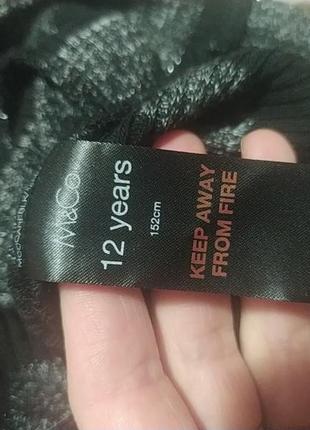 M&Co
12 years
152cm
KEEP AWAY
FROM FIRE